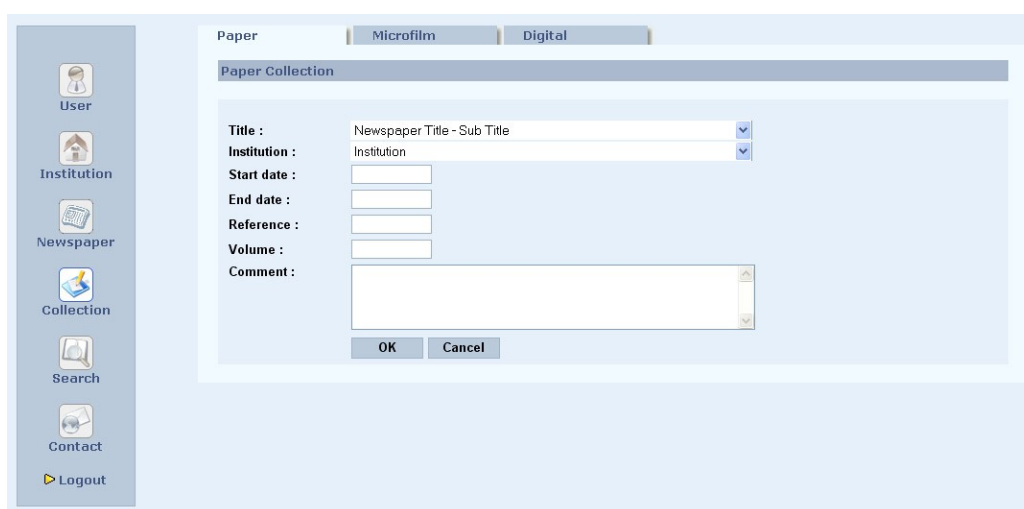 User
Institution
Newspaper
Collection
Search
Contact
Logout
Paper Microfilm Digital
Paper Collection
Title : Newspaper Title - Sub Title
Institution : Institution
Start date :
End date :
Reference :
Volume :
Comment :
OK Cancel